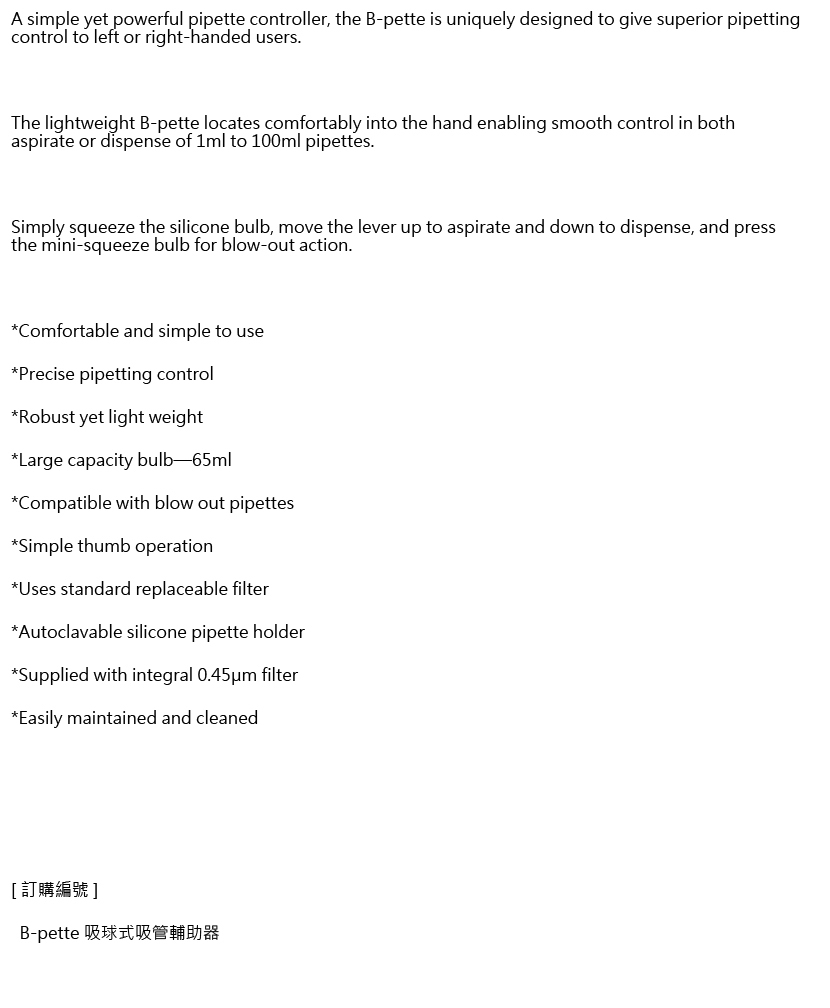 A simple yet powerful pipette controller, the B-pette is uniquely designed to give superior pipetting
control to left or right-handed users.
The lightweight B-pette locates comfortably into the hand enabling smooth control in both
aspirate or dispense of 1ml to 100ml pipettes.
Simply squeeze the silicone bulb, move the lever up to aspirate and down to dispense, and press
the mini-squeeze bulb for blow-out action.
*Comfortable and simple to use
*Precise pipetting control
*Robust yet light weight
*Large capacity bulb—65ml
*Compatible with blow out pipettes
*Simple thumb operation
*Uses standard replaceable filter
*Autoclavable silicone pipette holder
*Supplied with integral 0.45µm filter
*Easily maintained and cleaned
[ 訂購編號 ]
B-pette 吸球式吸管輔助器